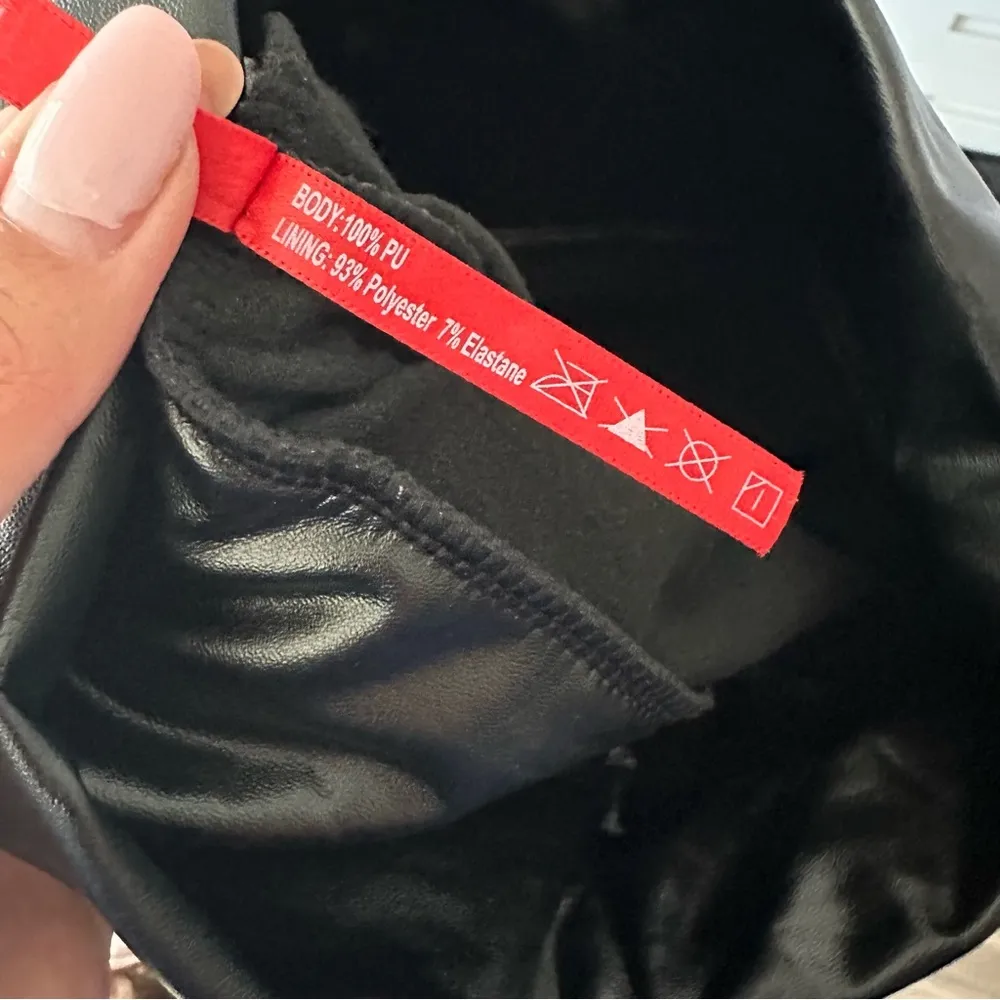 BODY:100% PU
LINING: 93% Polyester 7% Elastane